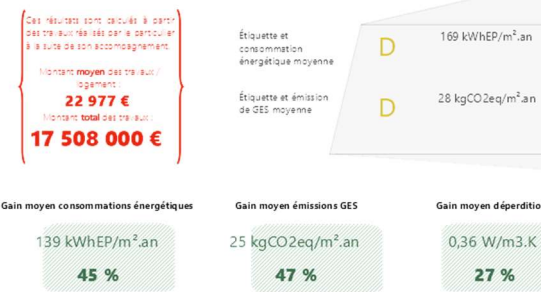 Ces résultats sont calculés à partir
des travaux réalisés par le particulier
à la suite de son accompagnement.
Montant moyen des travaux /
logement :
22 977 €
Montant total des travaux :
17 508 000 €
Étiquette et
consommation
énergétique moyenne
D
169 kWhEP/m².an
Étiquette et émission
de GES moyenne
D
28 kgCO2eq/m².an
Gain moyen consommations énergétiques
139 kWhEP/m².an
45 %
Gain moyen émissions GES
25 kgCO2eq/m².an
47 %
Gain moyen déperditio
0,36 W/m3.K
27 %